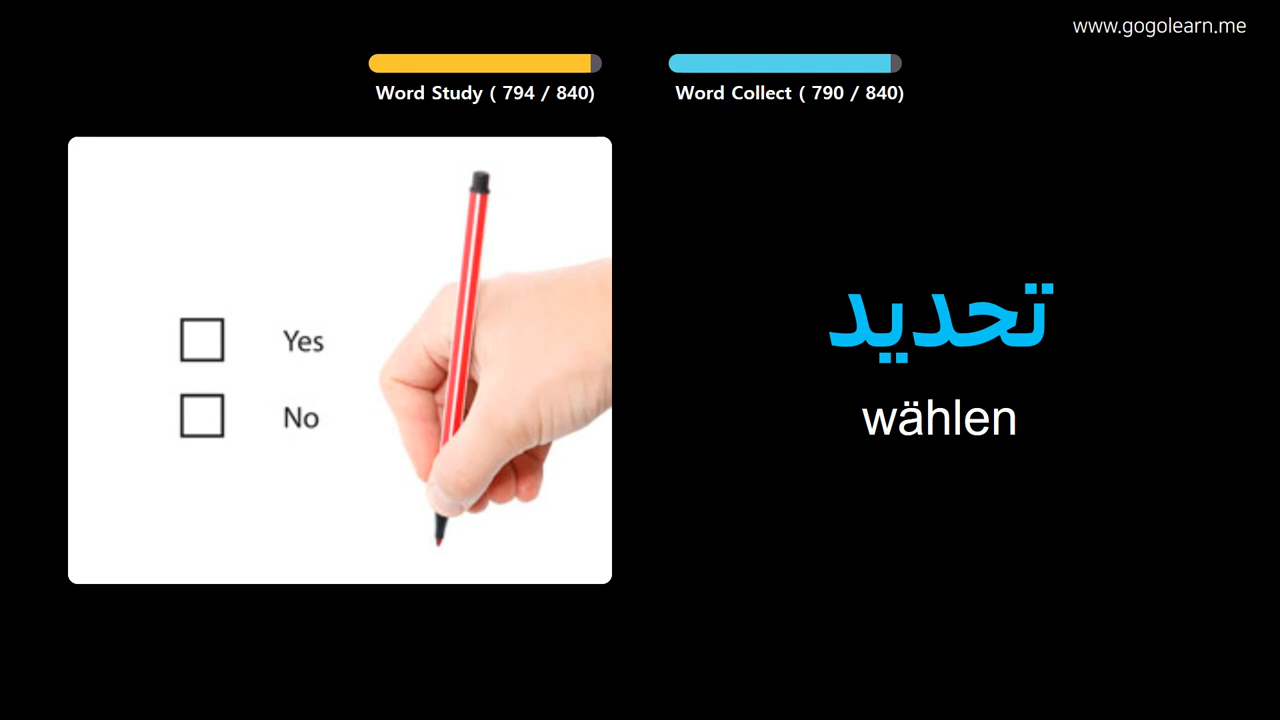 www.gogolearn.me
Word Study ( 794 / 840)
Word Collect ( 790 / 840)
Yes
No
تحديد
wählen